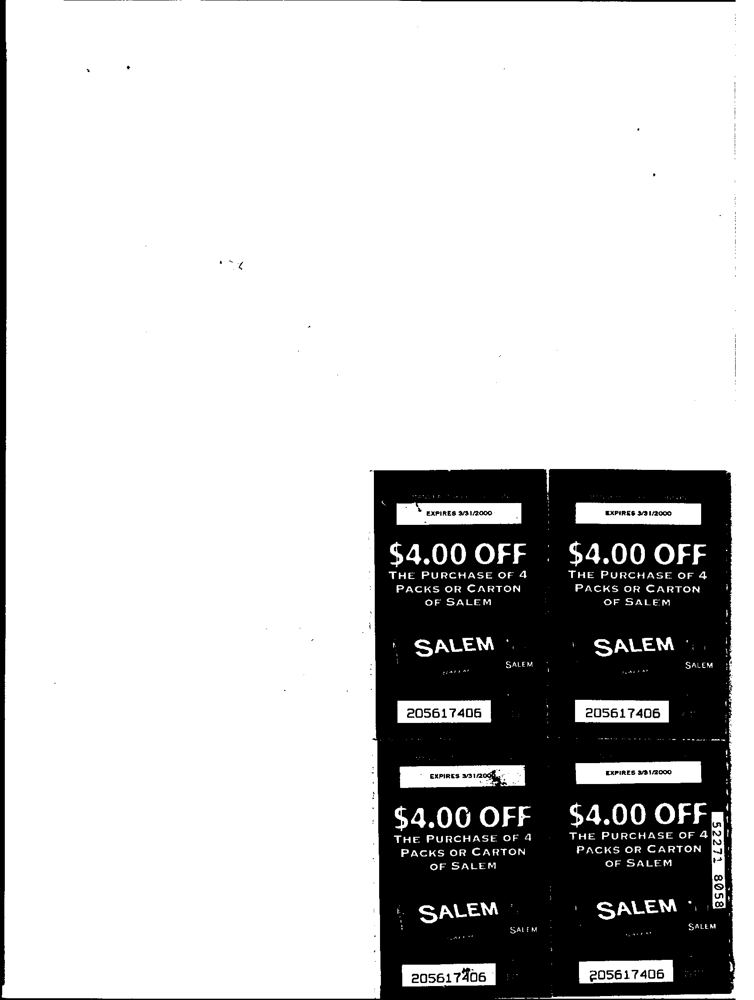 EXPIRES 3/31/2000
$4.00 OFF
THE PURCHASE OF 4
PACKS OR CARTON
OF SALEM
SALEM
SALEM
205617406
EXPIRES 3/31/2000
$4.00 OFF
THE PURCHASE OF 4
PACKS OR CARTON
OF SALEM
SALEM
SALEM
205617406
EXPIRES 3/31/2000
$4.00 OFF
THE PURCHASE OF 4
PACKS OR CARTON
OF SALEM
SALEM
SALEM
205617406
EXPIRES 3/31/2000
$4.00 OFF
THE PURCHASE OF 4
PACKS OR CARTON
OF SALEM
SALEM
SALEM
205617406
52271 8058